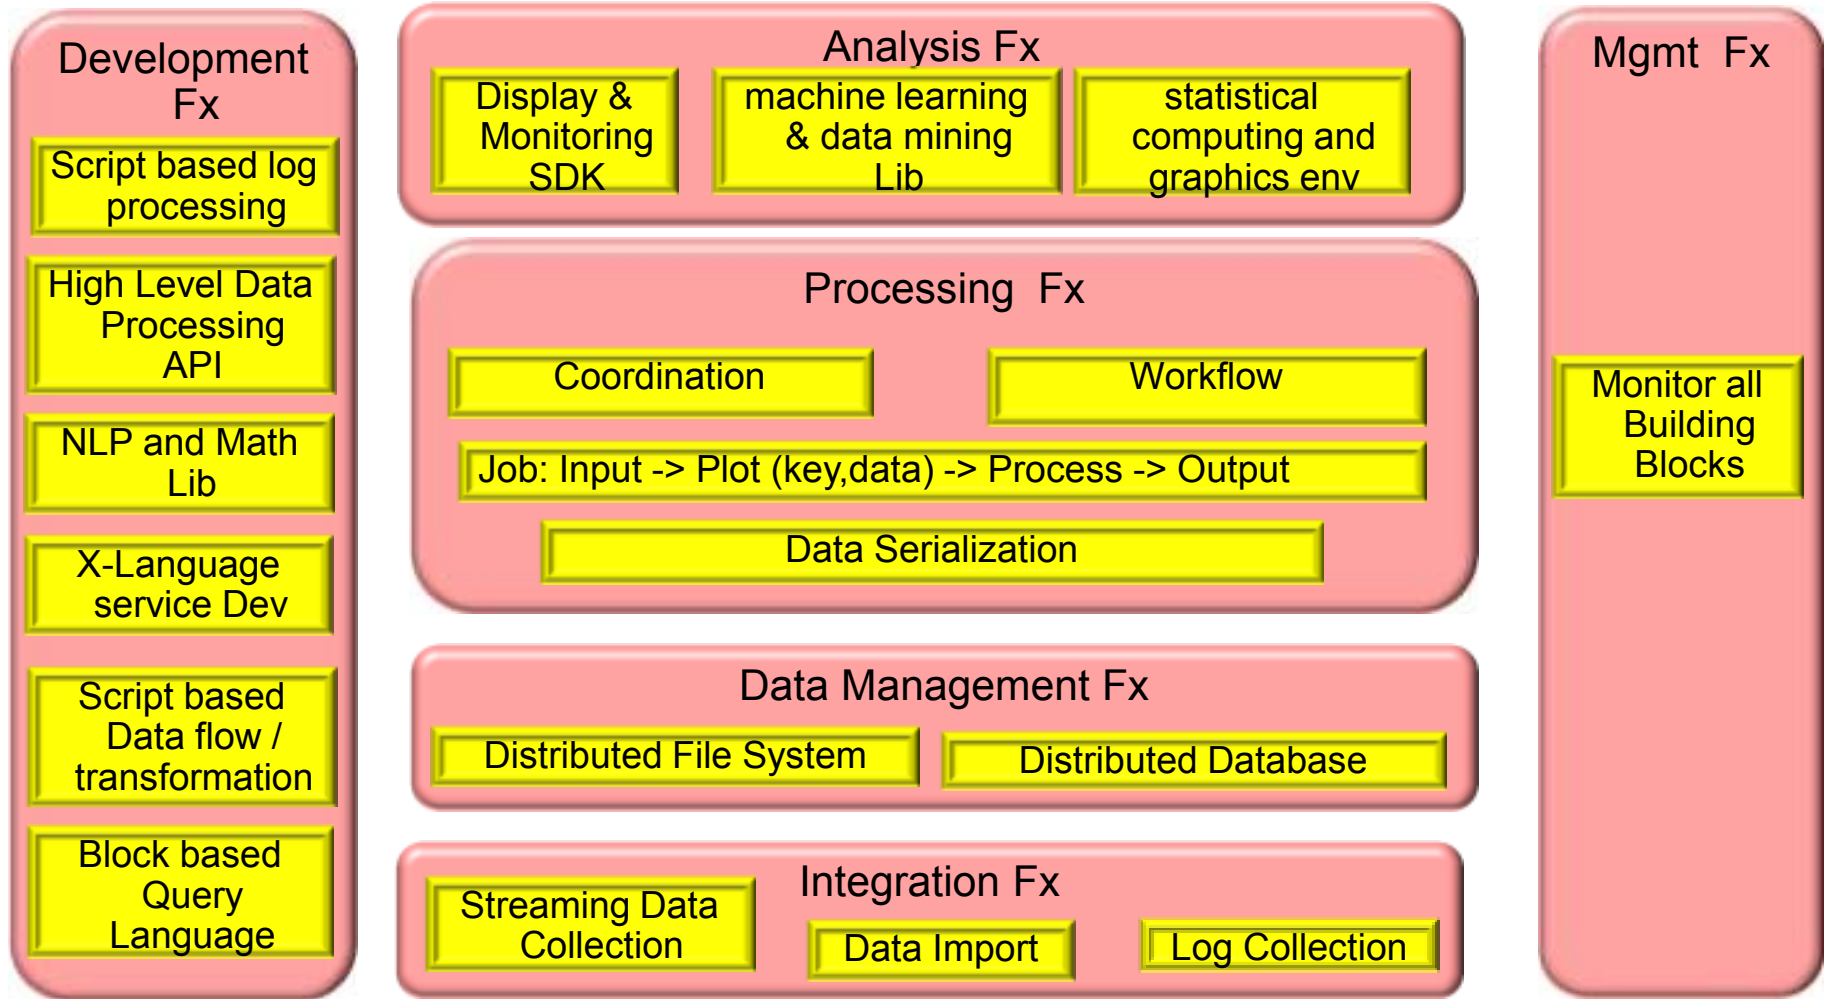 Development
Fx
Script based log
processing
High Level Data
Processing
API
NLP and Math
Lib
X-Language
service Dev
Script based
Data flow /
transformation
Block based
Query
Language
Analysis Fx
Display &
Monitoring
SDK
machine learning
& data mining
Lib
statistical
computing and
graphics env
Processing Fx
Coordination
Workflow
Job: Input -> Plot (key,data) -> Process -> Output
Data Serialization
Data Management Fx
Distributed File System
Distributed Database
Integration Fx
Streaming Data
Collection
Data Import
Log Collection
Mgmt Fx
Monitor all
Building
Blocks